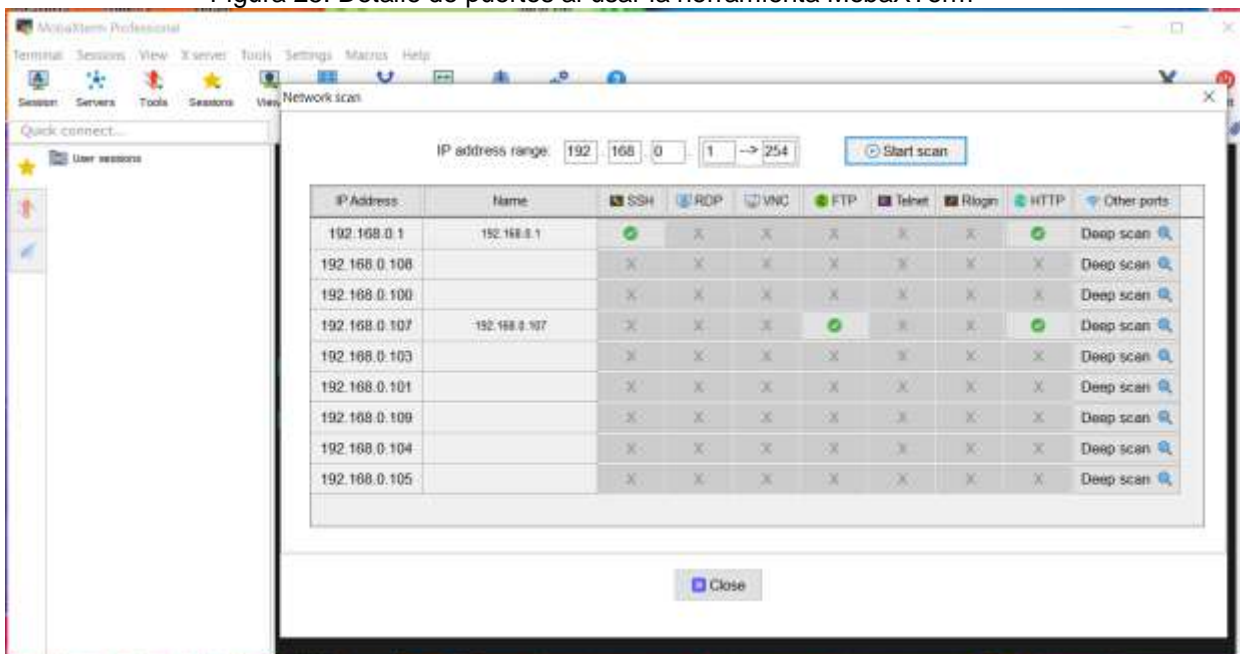 Figura 25. Detalle de puertos al usar la herramienta MobaXTerm
MobaXterm Professional
Terminal Sessions View X server Tools Settings Macros Help
Session Servers Tools Sessions View
Network scan
Quick connect...
User sessions
IP address range: 192 . 168 . 0 . 1 --> 254 Start scan
IP Address Name SSH RDP VNC FTP Telnet Rlogin HTTP Other ports
192.168.0.1 192.168.0.1 Deep scan
192.168.0.108 X X X X X X X Deep scan
192.168.0.100 X X X X X X X Deep scan
192.168.0.107 192.168.0.107 X X X X X Deep scan
192.168.0.103 X X X X X X X Deep scan
192.168.0.101 X X X X X X X Deep scan
192.168.0.109 X X X X X X X Deep scan
192.168.0.104 X X X X X X X Deep scan
192.168.0.105 X X X X X X X Deep scan
Close